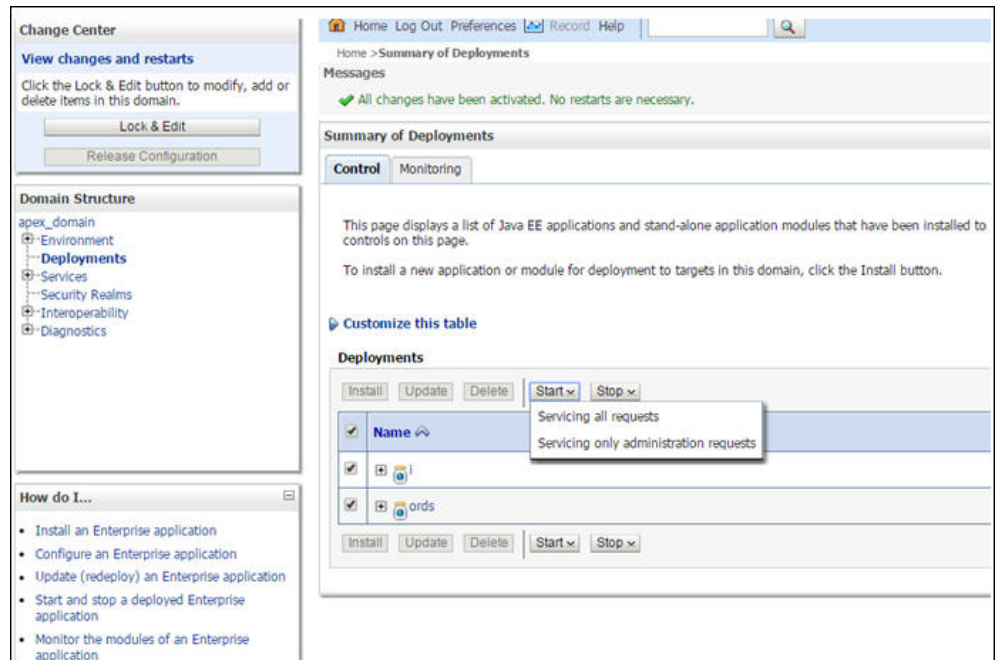 Change Center
View changes and restarts
Click the Lock & Edit button to modify, add or
delete items in this domain.
Lock & Edit
Release Configuration
Domain Structure
apex_domain
Environment
Deployments
Services
Security Realms
Interoperability
Diagnostics
How do I...
Install an Enterprise application
Configure an Enterprise application
Update (redeploy) an Enterprise application
Start and stop a deployed Enterprise
application
Monitor the modules of an Enterprise
application
Home Log Out Preferences Record Help
Home >Summary of Deployments
Messages
All changes have been activated. No restarts are necessary.
Summary of Deployments
Control Monitoring
This page displays a list of Java EE applications and stand-alone application modules that have been installed to
controls on this page.
To install a new application or module for deployment to targets in this domain, click the Install button.
Customize this table
Deployments
Install Update Delete Start Stop
Servicing all requests
Servicing only administration requests
Name
i
ords
Install Update Delete Start Stop